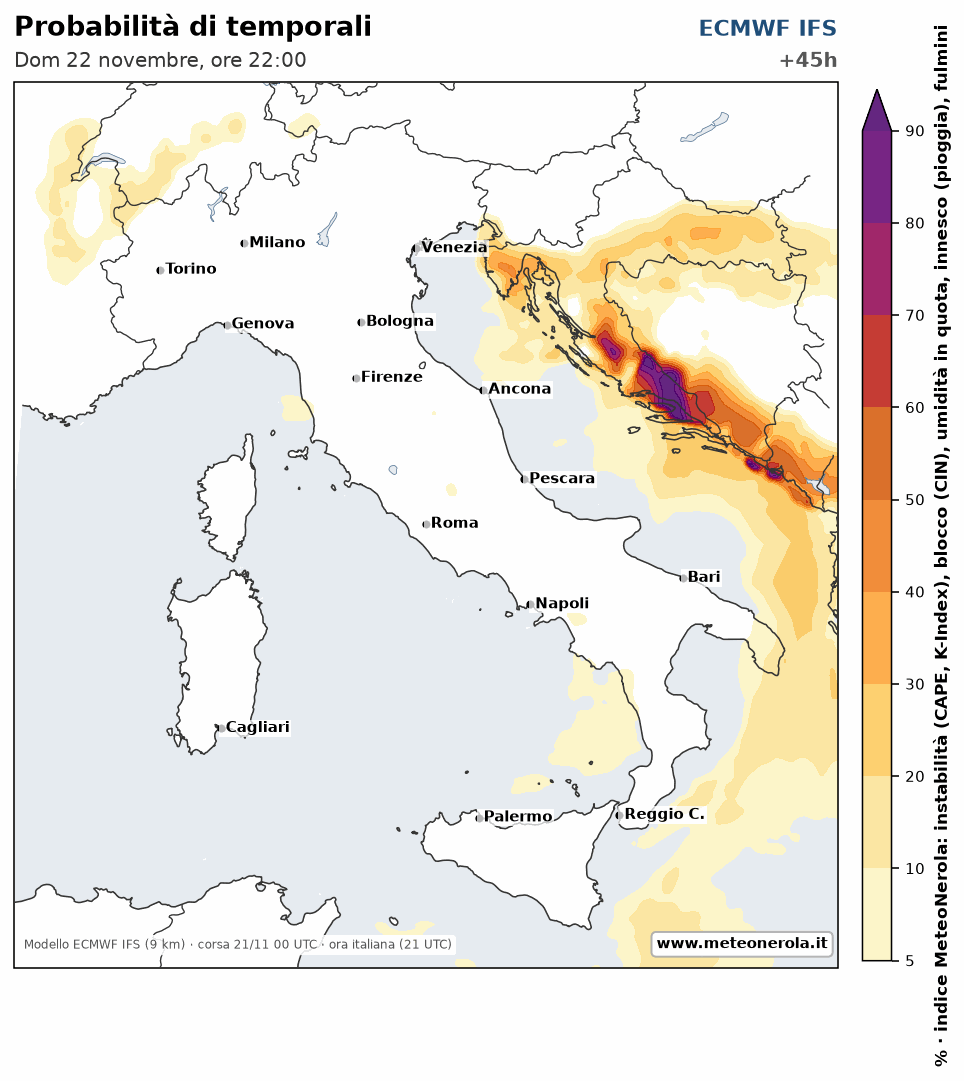 Probabilità di temporali
ECMWF IFS
Dom 22 novembre, ore 22:00
+45h
Milano
Venezia
Torino
Genova
Bologna
Firenze
Ancona
Pescara
Roma
Bari
Napoli
Cagliari
Palermo
Reggio C.
Modello ECMWF IFS (9 km) · corsa 21/11 00 UTC · ora italiana (21 UTC)
www.meteonerola.it
90
80
70
60
50
40
30
20
10
5
% · indice MeteoNerola: instabilità (CAPE, K-Index), blocco (CIN), umidità in quota, innesco (pioggia), fulmini